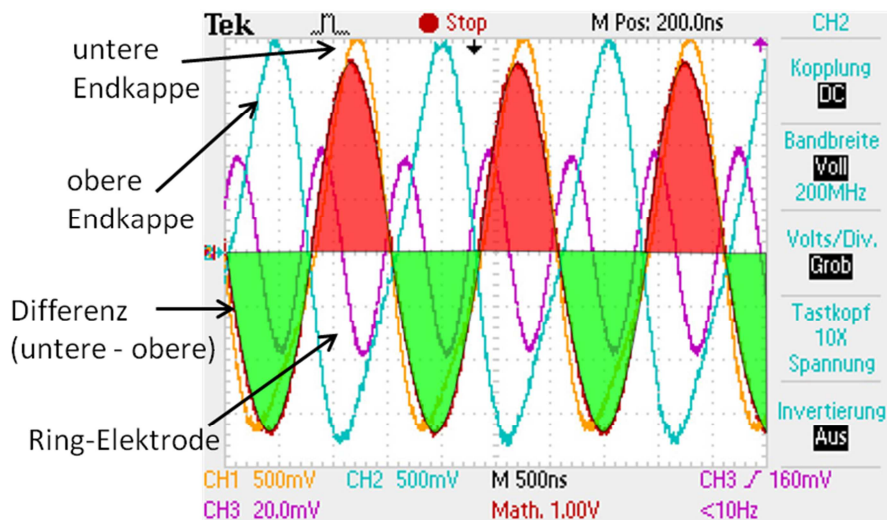 Tek
Stop
M Pos: 200.0ns
CH2
untere
Endkappe
obere
Endkappe
Differenz
(untere - obere)
Ring-Elektrode
Kopplung
DC
Bandbreite
Voll
200MHz
Volts/Div.
Grob
Tastkopf
10X
Spannung
Invertierung
Aus
CH1 500mV CH2 500mV M 500ns CH3 160mV
CH3 20.0mV Math. 1.00V <10Hz